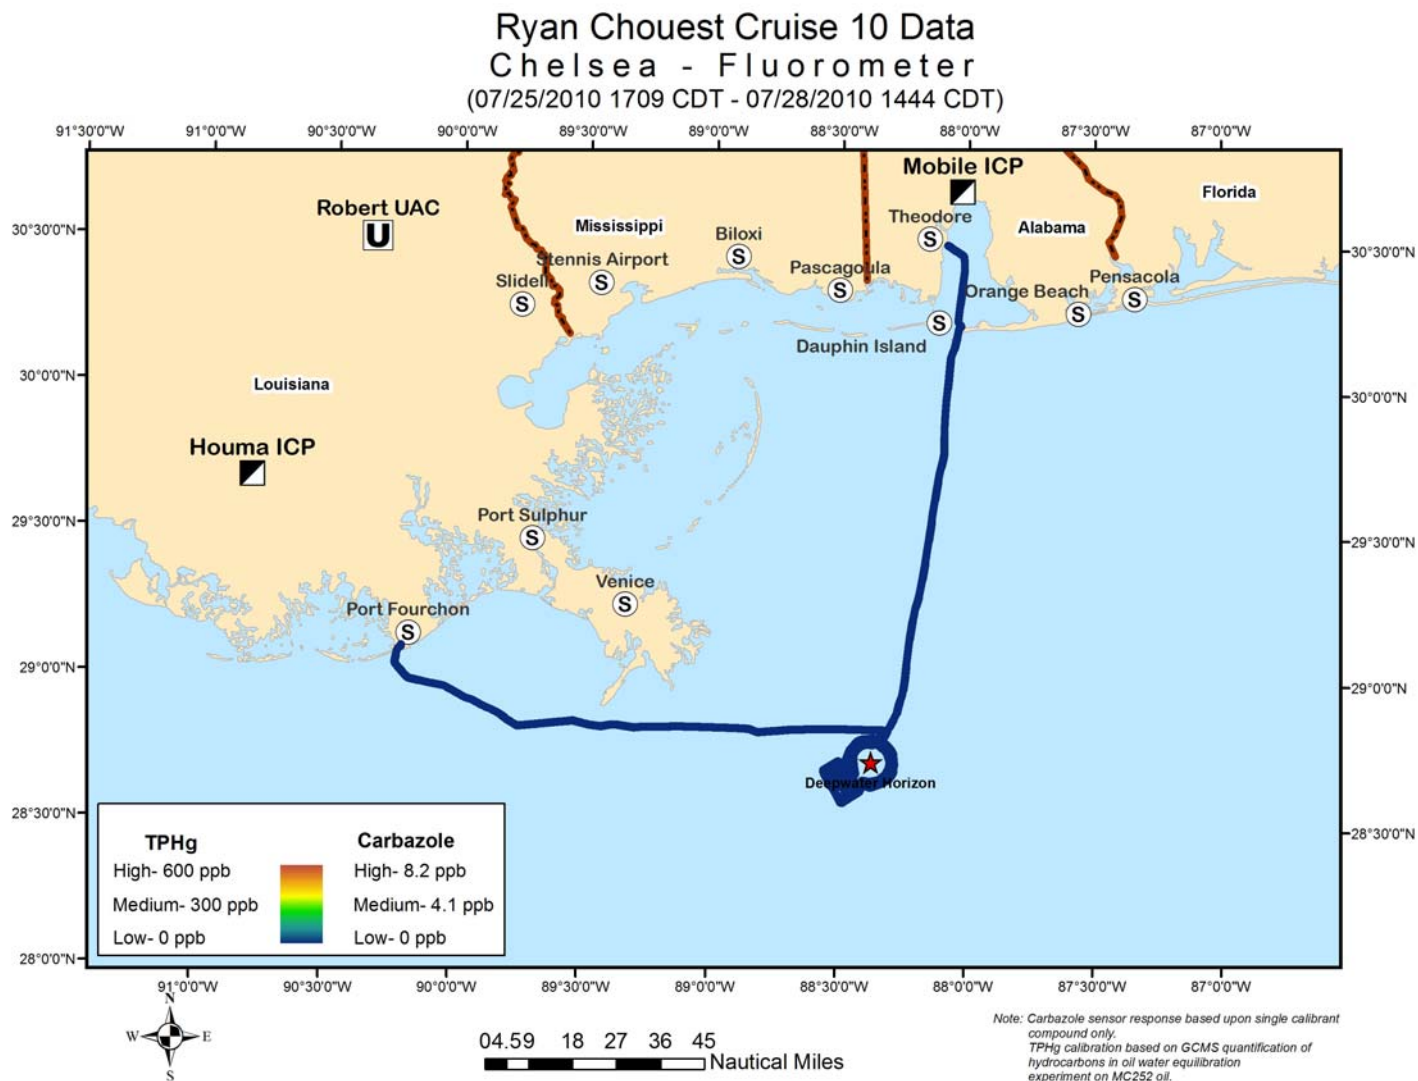 Ryan Chouest Cruise 10 Data
Chelsea - Fluorometer
(07/25/2010 1709 CDT - 07/28/2010 1444 CDT)
91°30'0"W 91°0'0"W 90°30'0"W 90°0'0"W 89°30'0"W 89°0'0"W 88°30'0"W 88°0'0"W 87°30'0"W 87°0'0"W
Mobile ICP
Florida
Robert UAC
Theodore
30°30'0"N
U
Mississippi
Biloxi
S
S
Alabama
30°30'0"N
Stennis Airport
Pascagoula
Pensacola
Slidell
S
S
Orange Beach
S
S
S
S
Dauphin Island
30°0'0"N
Louisiana
30°0'0"N
Houma ICP
29°30'0"N
Port Sulphur
S
29°30'0"N
Venice
S
Port Fourchon
S
29°0'0"N
29°0'0"N
Deepwater Horizon
28°30'0"N
28°30'0"N
TPHg Carbazole
High- 600 ppb High- 8.2 ppb
Medium- 300 ppb Medium- 4.1 ppb
Low- 0 ppb Low- 0 ppb
28°0'0"N
28°0'0"N
91°0'0"W 90°30'0"W 90°0'0"W 89°30'0"W 89°0'0"W 88°30'0"W 88°0'0"W 87°30'0"W 87°0'0"W
N
W E
S
04.59 18 27 36 45
Nautical Miles
Note: Carbazole sensor response based upon single calibrant
compound only.
TPHg calibration based on GCMS quantification of
hydrocarbons in oil water equilibration
experiment on MC252 oil.